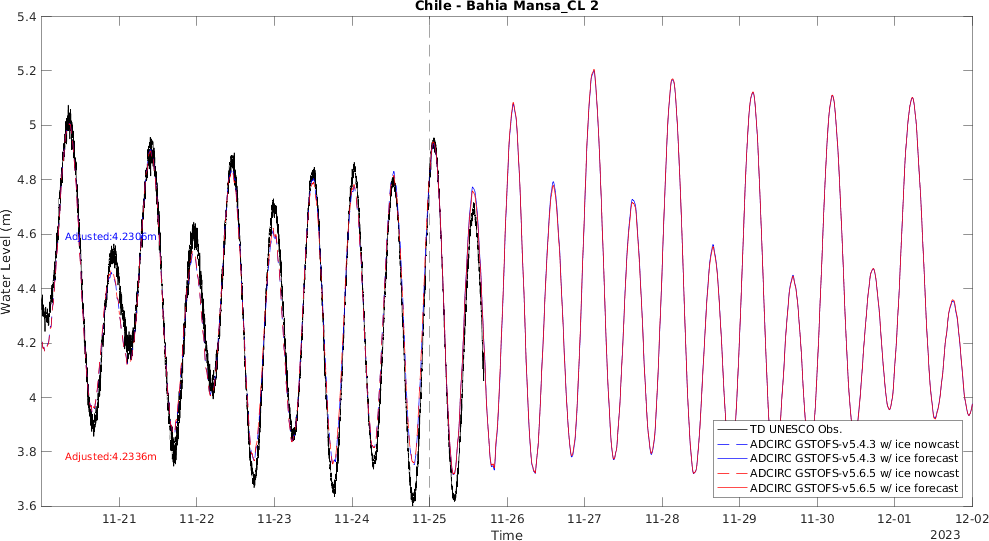 Chile - Bahia Mansa_CL 2
5.4
5.2
5
4.8
4.6
4.4
4.2
4
3.8
3.6
Water Level (m)
Adjusted:4.2306m
Adjusted:4.2336m
TD UNESCO Obs.
ADCIRC GSTOFS-v5.4.3 w/ ice nowcast
ADCIRC GSTOFS-v5.4.3 w/ ice forecast
ADCIRC GSTOFS-v5.6.5 w/ ice nowcast
ADCIRC GSTOFS-v5.6.5 w/ ice forecast
11-21 11-22 11-23 11-24 11-25 11-26 11-27 11-28 11-29 11-30 12-01 12-02
Time
2023